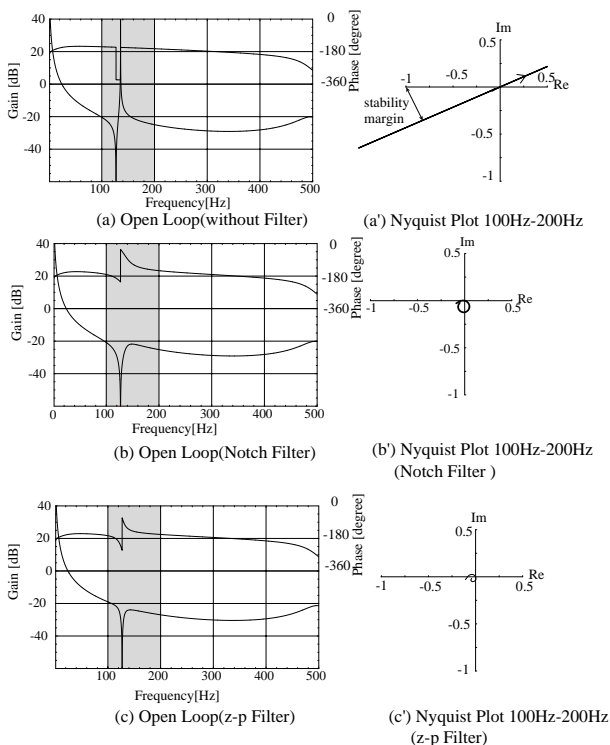 40
20
0
-20
-40
Gain [dB]
0
-180
-360
Phase [degree]
100
200
300
400
500
Frequency[Hz]
(a) Open Loop(without Filter)
Im
0.5
-1
-0.5
0.5
Re
stability
margin
-0.5
-1
(a') Nyquist Plot 100Hz-200Hz
40
20
0
-20
-40
Gain [dB]
0
-180
-360
Phase [degree]
0
100
200
300
400
500
Frequency[Hz]
(b) Open Loop(Notch Filter)
Im
0.5
Re
-1
-0.5
0.5
-0.5
-1
(b') Nyquist Plot 100Hz-200Hz
(Notch Filter )
40
20
0
-20
-40
Gain [dB]
0
-180
-360
Phase [degree]
100
200
300
400
500
Frequency[Hz]
(c) Open Loop(z-p Filter)
Im
0.5
Re
-1
-0.5
0
0.5
-0.5
-1
(c') Nyquist Plot 100Hz-200Hz
(z-p Filter)